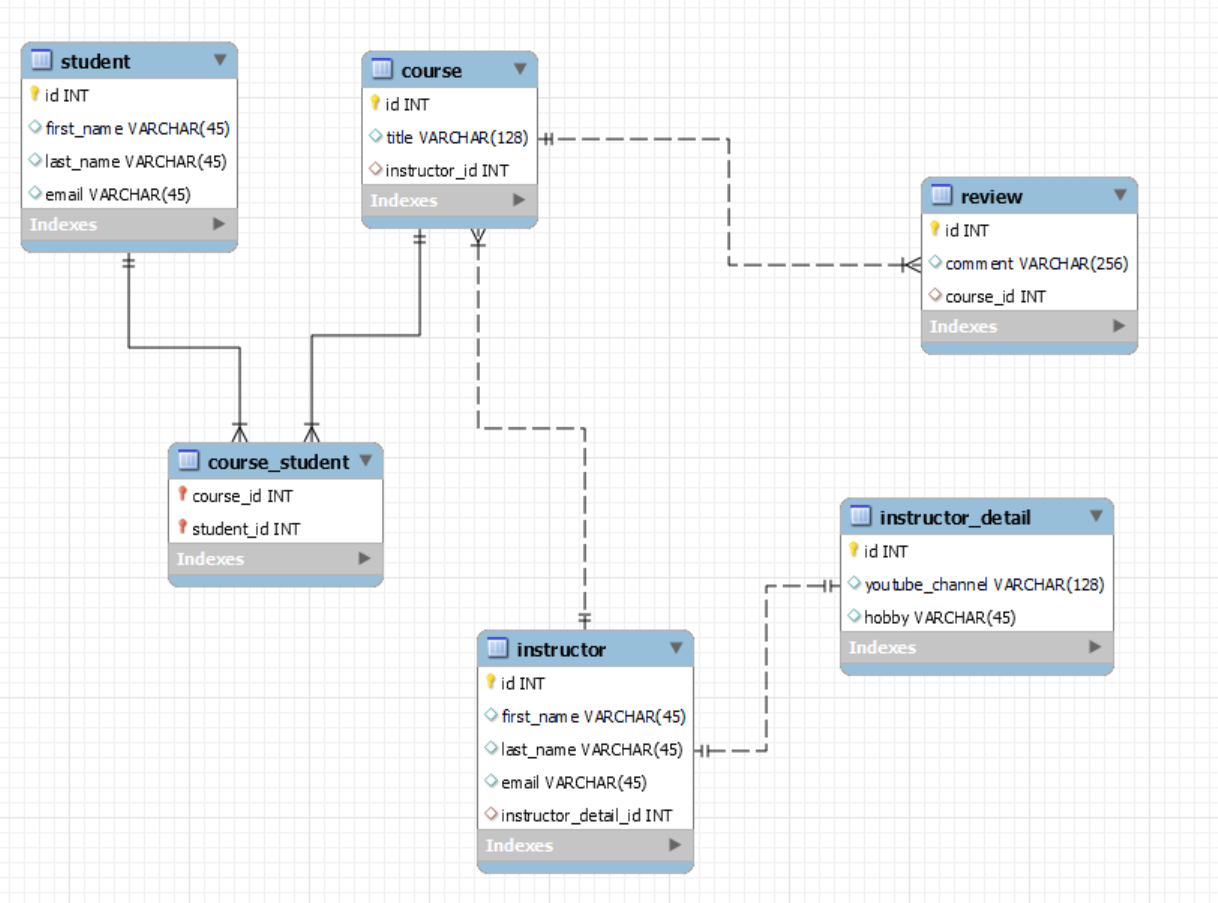 student
id INT
first_name VARCHAR(45)
last_name VARCHAR(45)
email VARCHAR(45)
Indexes
course
id INT
title VARCHAR(128)
instructor_id INT
Indexes
review
id INT
comment VARCHAR(256)
course_id INT
Indexes
course_student
course_id INT
student_id INT
Indexes
instructor_detail
id INT
youtube_channel VARCHAR(128)
hobby VARCHAR(45)
Indexes
instructor
id INT
first_name VARCHAR(45)
last_name VARCHAR(45)
email VARCHAR(45)
instructor_detail_id INT
Indexes